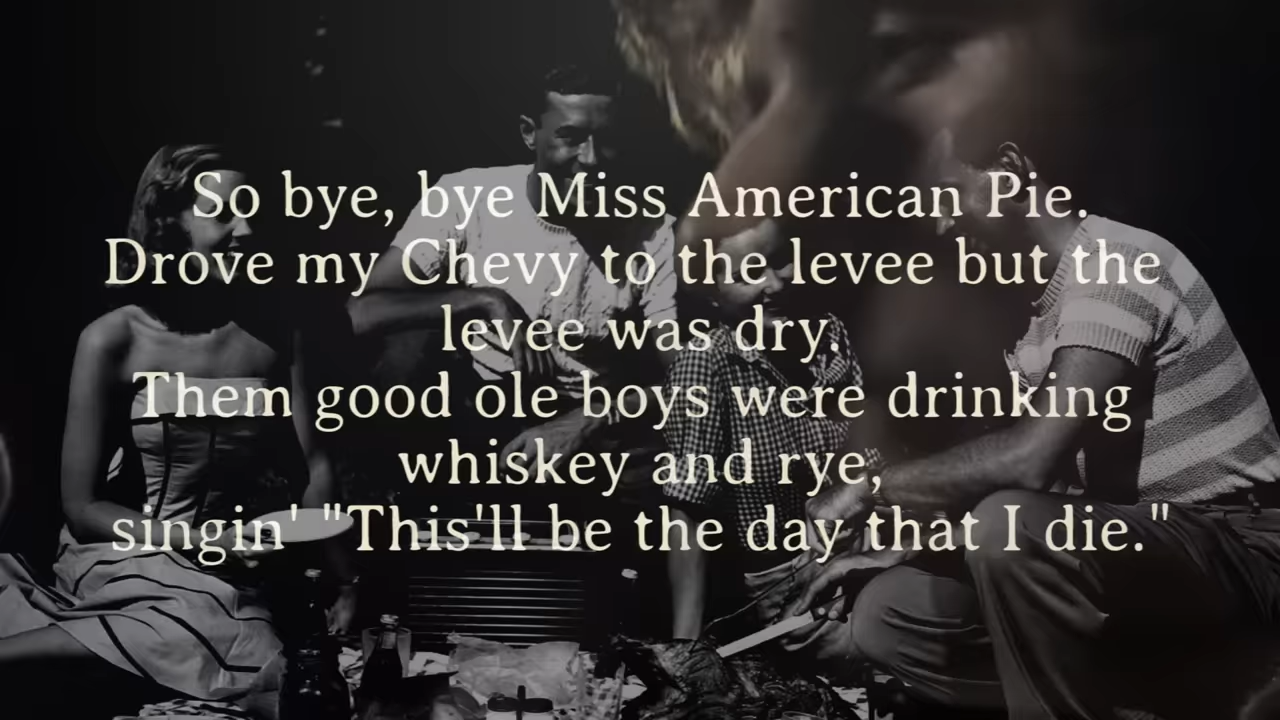 So bye, bye Miss American Pie.
Drove my Chevy to the levee but the
levee was dry.
Them good ole boys were drinking
whiskey and rye,
singin' "This'll be the day that I die."